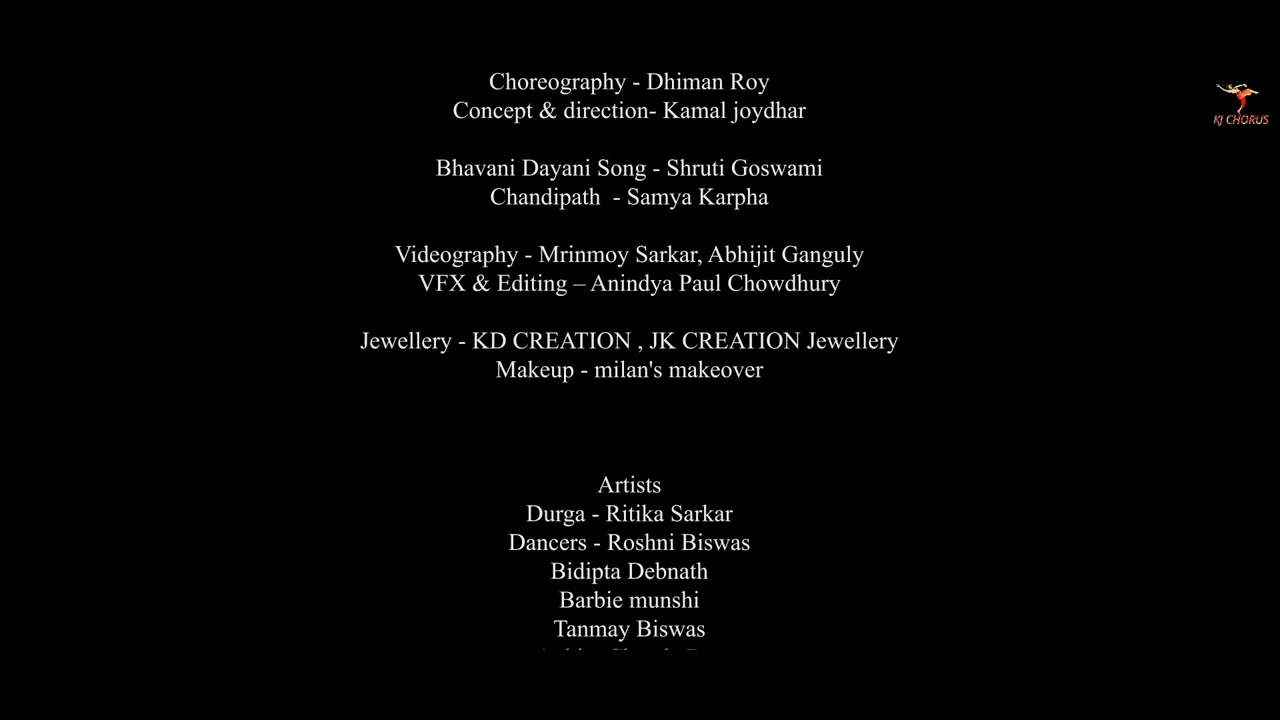 Choreography - Dhiman Roy
Concept & direction- Kamal joydhar
KJ CHORUS
Bhavani Dayani Song - Shruti Goswami
Chandipath  - Samya Karpha
Videography - Mrinmoy Sarkar, Abhijit Ganguly
VFX & Editing – Anindya Paul Chowdhury
Jewellery - KD CREATION , JK CREATION Jewellery
Makeup - milan's makeover
Artists
Durga - Ritika Sarkar
Dancers - Roshni Biswas
Bidipta Debnath
Barbie munshi
Tanmay Biswas